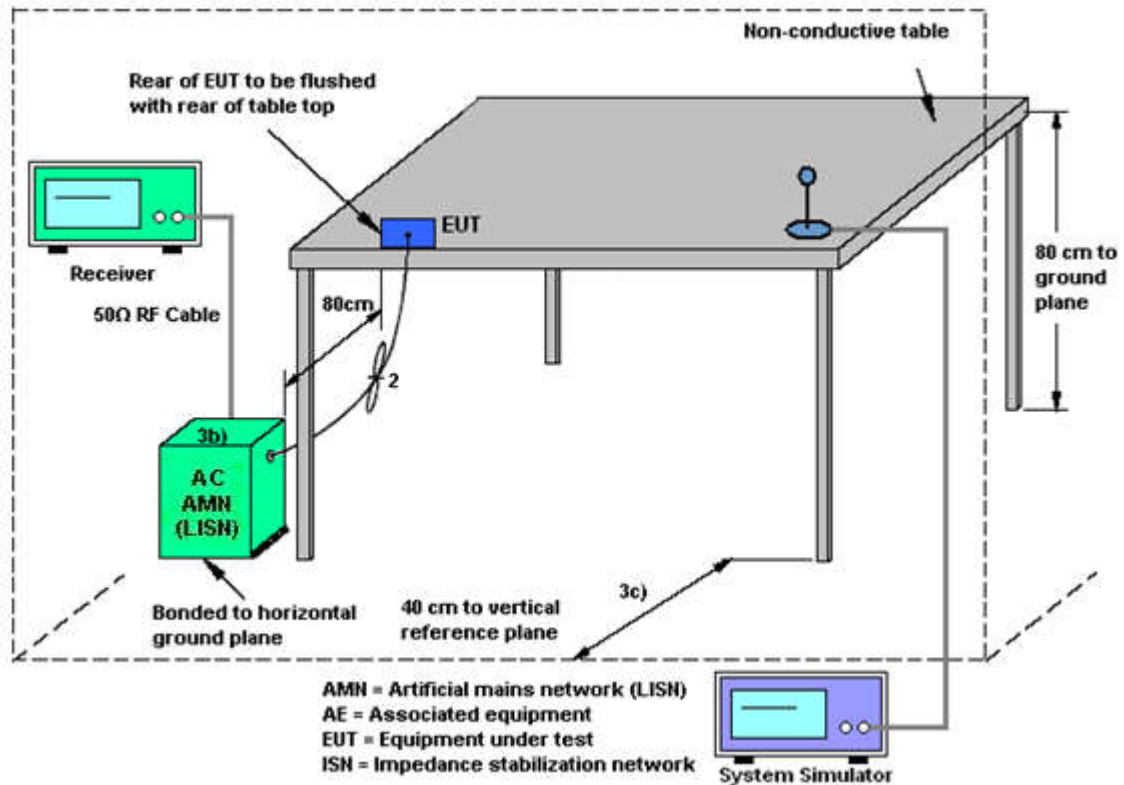 Non-conductive table
Rear of EUT to be flushed
with rear of table top
EUT
Receiver
80cm
80 cm to
ground
plane
50Ω RF Cable
2
3b)
AC
AMN
(LISN)
3c)
Bonded to horizontal
ground plane
40 cm to vertical
reference plane
AMN = Artificial mains network (LISN)
AE = Associated equipment
EUT = Equipment under test
ISN = Impedance stabilization network
System Simulator